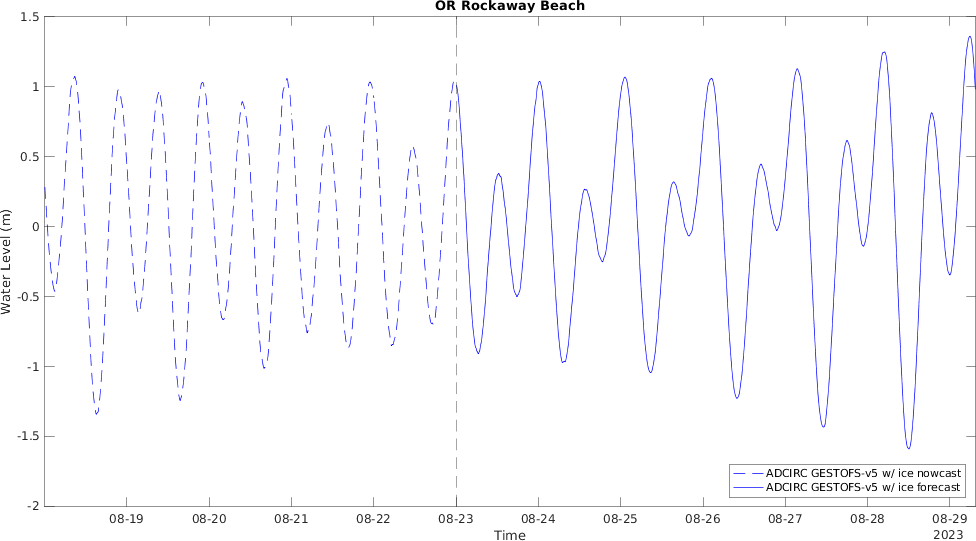 OR Rockaway Beach
1.5
1
0.5
0
-0.5
-1
-1.5
-2
Water Level (m)
08-19 08-20 08-21 08-22 08-23 08-24 08-25 08-26 08-27 08-28 08-29
2023
Time
ADCIRC GESTOFS-v5 w/ ice nowcast
ADCIRC GESTOFS-v5 w/ ice forecast